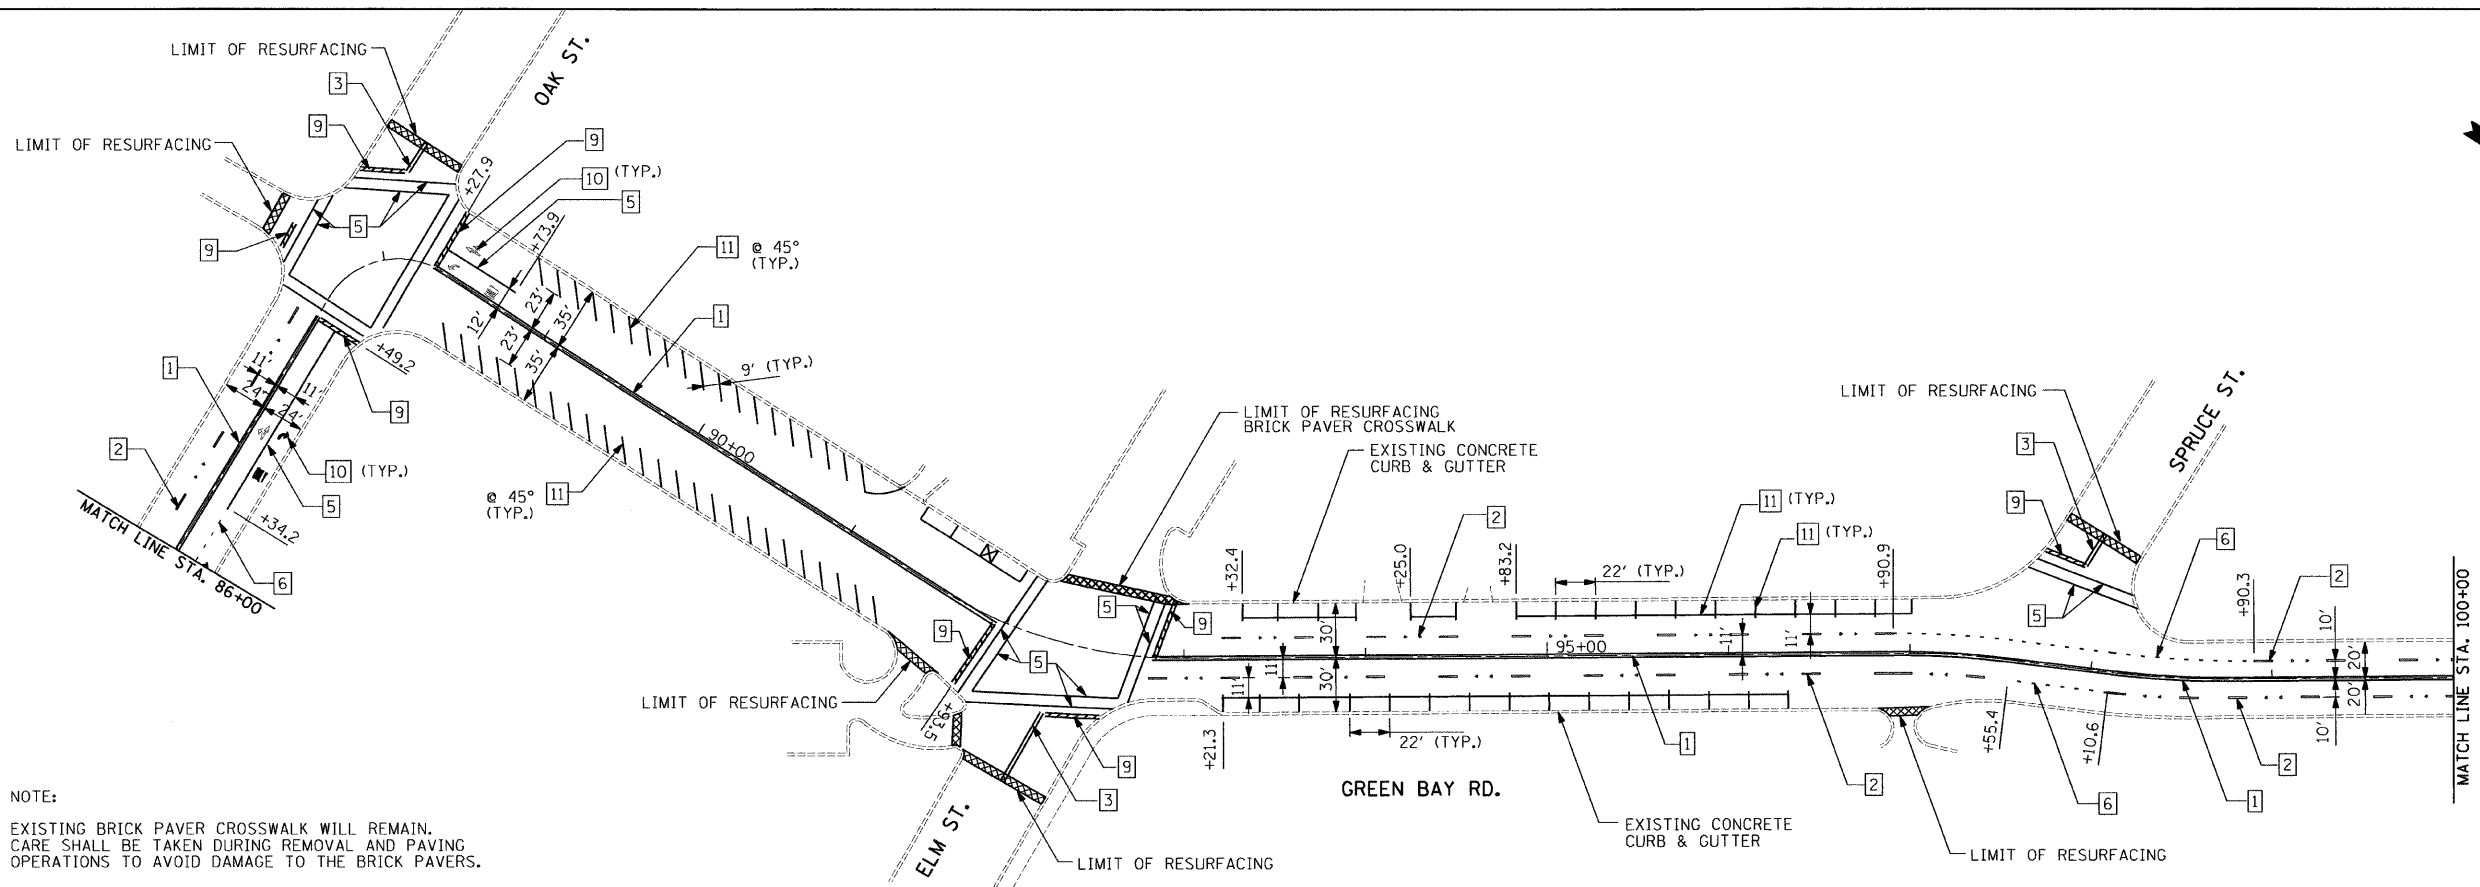 LIMIT OF RESURFACING
3
OAK ST.
9
LIMIT OF RESURFACING
9
10 (TYP.)
5
+27.9
+73.9
5
9
11 @ 45°
(TYP.)
12'
23'
35'
23'
35'
1
9' (TYP.)
+49.2
9
1
11'
24'
11'
24'
2
10 (TYP.)
5
+34.2
6
MATCH LINE STA. 86+00
90+00
@ 45°
(TYP.)
11
LIMIT OF RESURFACING
BRICK PAVER CROSSWALK
EXISTING CONCRETE
CURB & GUTTER
2
11 (TYP.)
11 (TYP.)
LIMIT OF RESURFACING
SPRUCE ST.
3
9
6
2
5
+32.4
+25.0
+83.2
22' (TYP.)
+90.9
+90.3
5
9
9
5
30'
11'
11'
95+00
10'
20'
11'
11'
30'
10'
20'
LIMIT OF RESURFACING
+93.5
9
3
+21.3
22' (TYP.)
1
2
+55.4
+10.6
6
2
1
MATCH LINE STA. 100+00
GREEN BAY RD.
ELM ST.
LIMIT OF RESURFACING
EXISTING CONCRETE
CURB & GUTTER
LIMIT OF RESURFACING
NOTE:
EXISTING BRICK PAVER CROSSWALK WILL REMAIN.
CARE SHALL BE TAKEN DURING REMOVAL AND PAVING
OPERATIONS TO AVOID DAMAGE TO THE BRICK PAVERS.